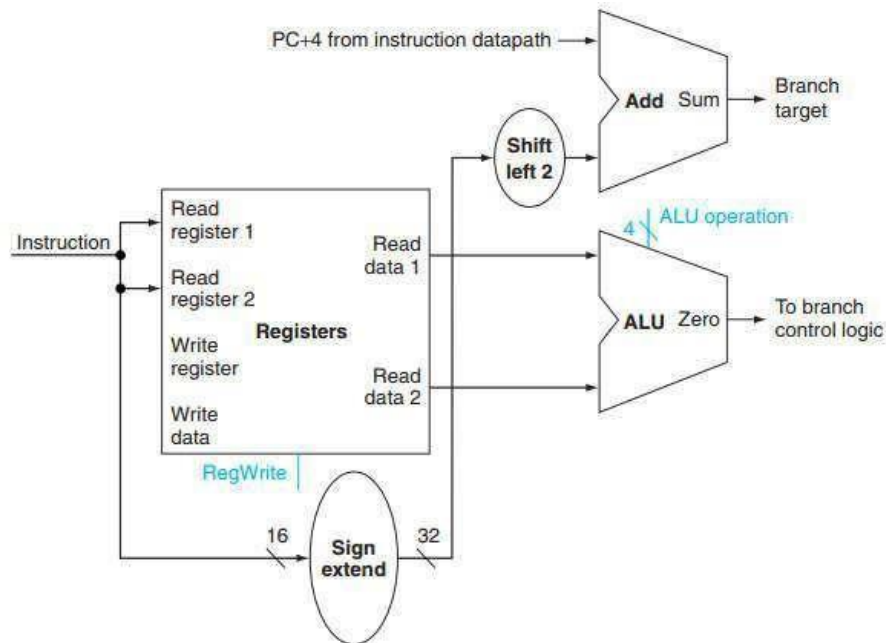 PC+4 from instruction datapath
Add Sum
Branch
target
Shift
left 2
4
ALU operation
Instruction
Read
register 1
Read
data 1
Read
register 2
Registers
ALU Zero
To branch
control logic
Write
register
Read
data 2
Write
data
RegWrite
16
32
Sign
extend